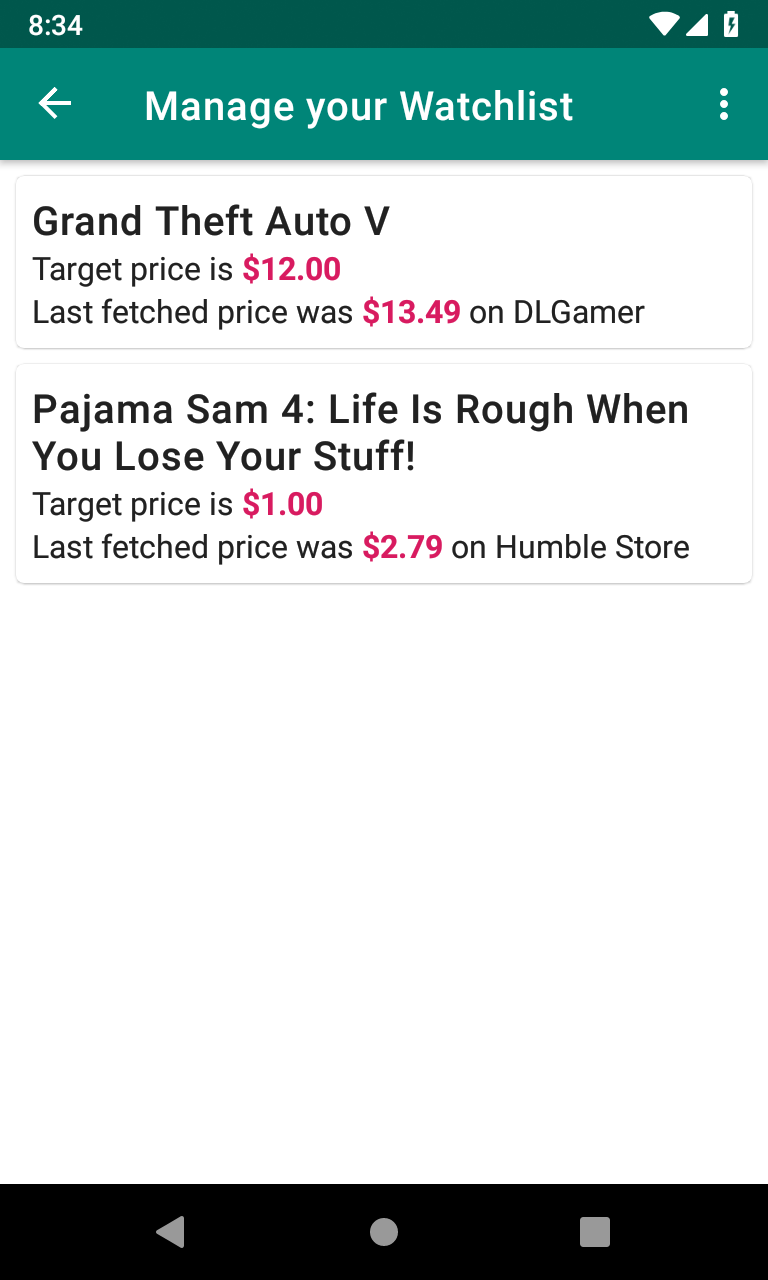 8:34
Manage your Watchlist
Grand Theft Auto V
Target price is $12.00
Last fetched price was $13.49 on DLGamer
Pajama Sam 4: Life Is Rough When
You Lose Your Stuff!
Target price is $1.00
Last fetched price was $2.79 on Humble Store